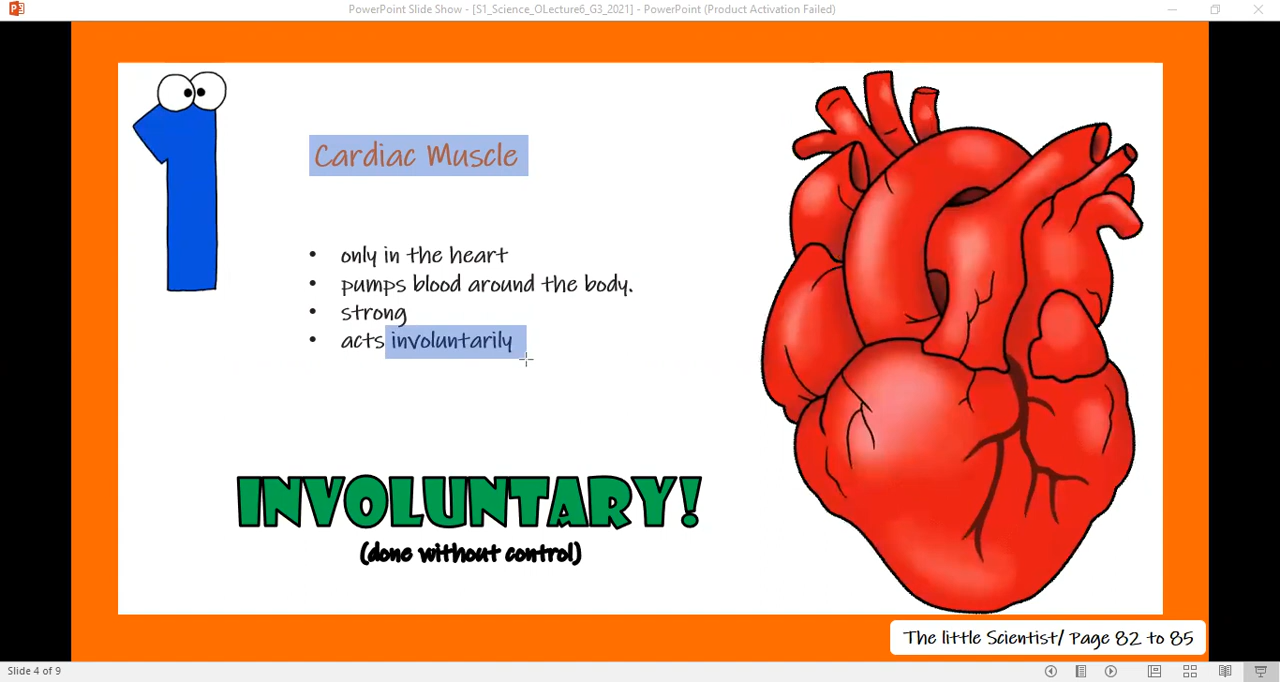 PowerPoint Slide Show - [S1_Science_OLecture6_G3_2021] - PowerPoint (Product Activation Failed)
1
Cardiac Muscle
• only in the heart
• pumps blood around the body.
• strong
• acts involuntarily
INVOLUNTARY!
(done without control)
The little Scientist/ Page 82 to 85
Slide 4 of 9